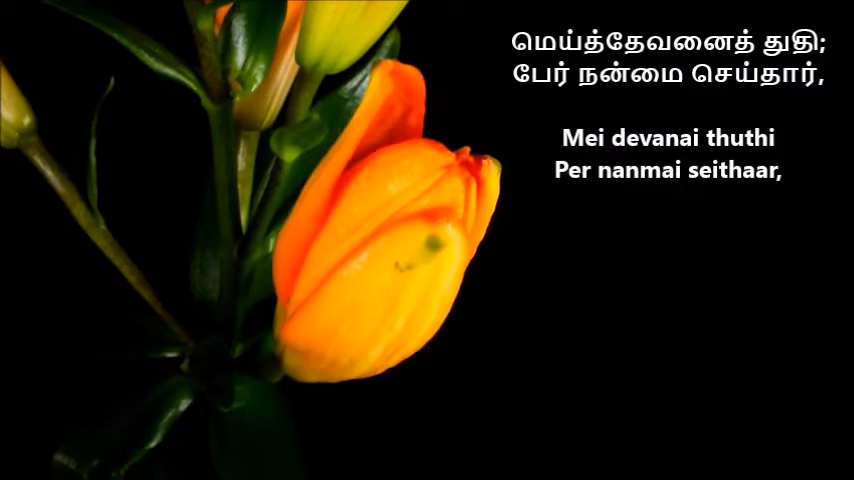 மெய்த்தேவனைத் துதி;
பேர் நன்மை செய்தார்,
Mei devanai thuthi
Per nanmai seithaar,